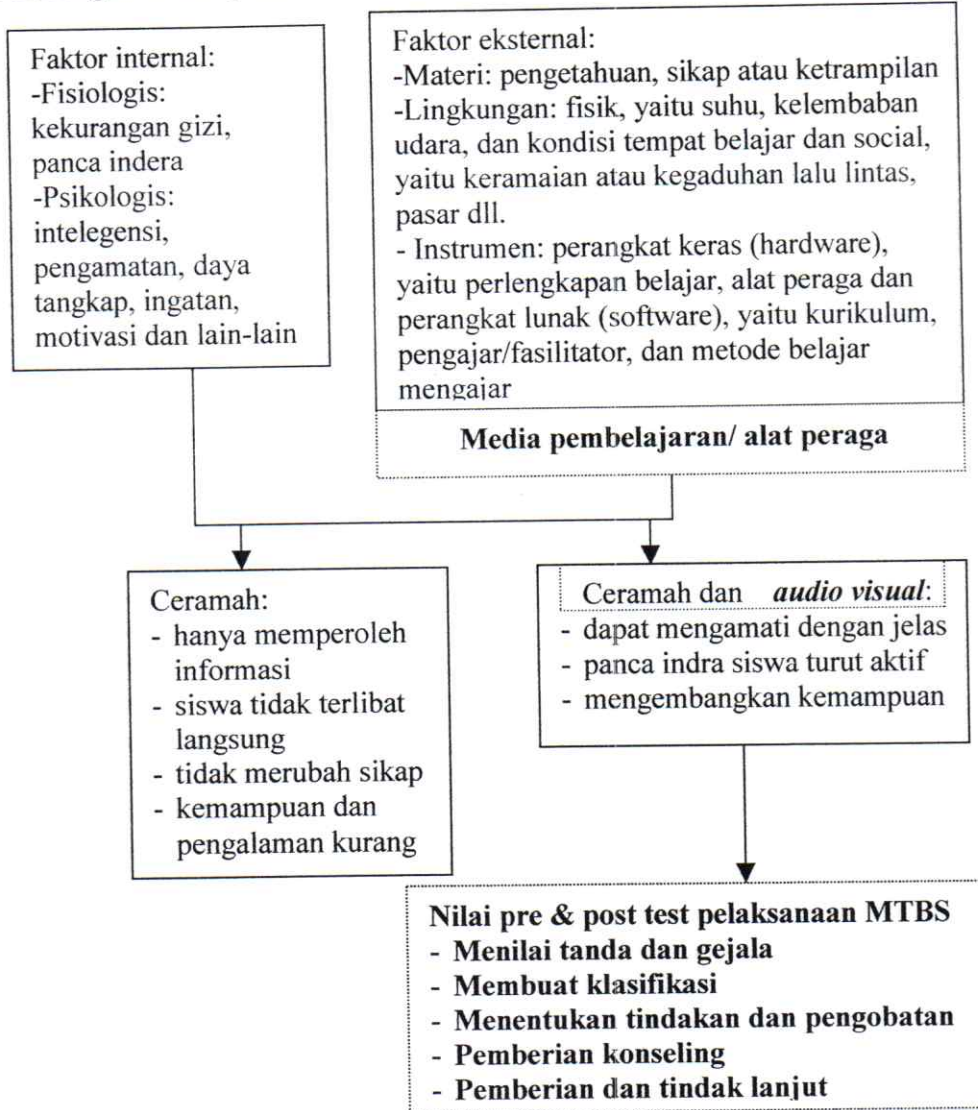 Faktor internal:
-Fisiologis:
kekurangan gizi,
panca indera
-Psikologis:
intelegensi,
pengamatan, daya
tangkap, ingatan,
motivasi dan lain-lain
Faktor eksternal:
-Materi: pengetahuan, sikap atau ketrampilan
-Lingkungan: fisik, yaitu suhu, kelembaban
udara, dan kondisi tempat belajar dan social,
yaitu keramaian atau kegaduhan lalu lintas,
pasar dll.
- Instrumen: perangkat keras (hardware),
yaitu perlengkapan belajar, alat peraga dan
perangkat lunak (software), yaitu kurikulum,
pengajar/fasilitator, dan metode belajar
mengajar
Media pembelajaran/ alat peraga
Ceramah:
- hanya memperoleh
informasi
- siswa tidak terlibat
langsung
- tidak merubah sikap
- kemampuan dan
pengalaman kurang
Ceramah dan audio visual:
- dapat mengamati dengan jelas
- panca indra siswa turut aktif
- mengembangkan kemampuan
Nilai pre & post test pelaksanaan MTBS
- Menilai tanda dan gejala
- Membuat klasifikasi
- Menentukan tindakan dan pengobatan
- Pemberian konseling
- Pemberian dan tindak lanjut